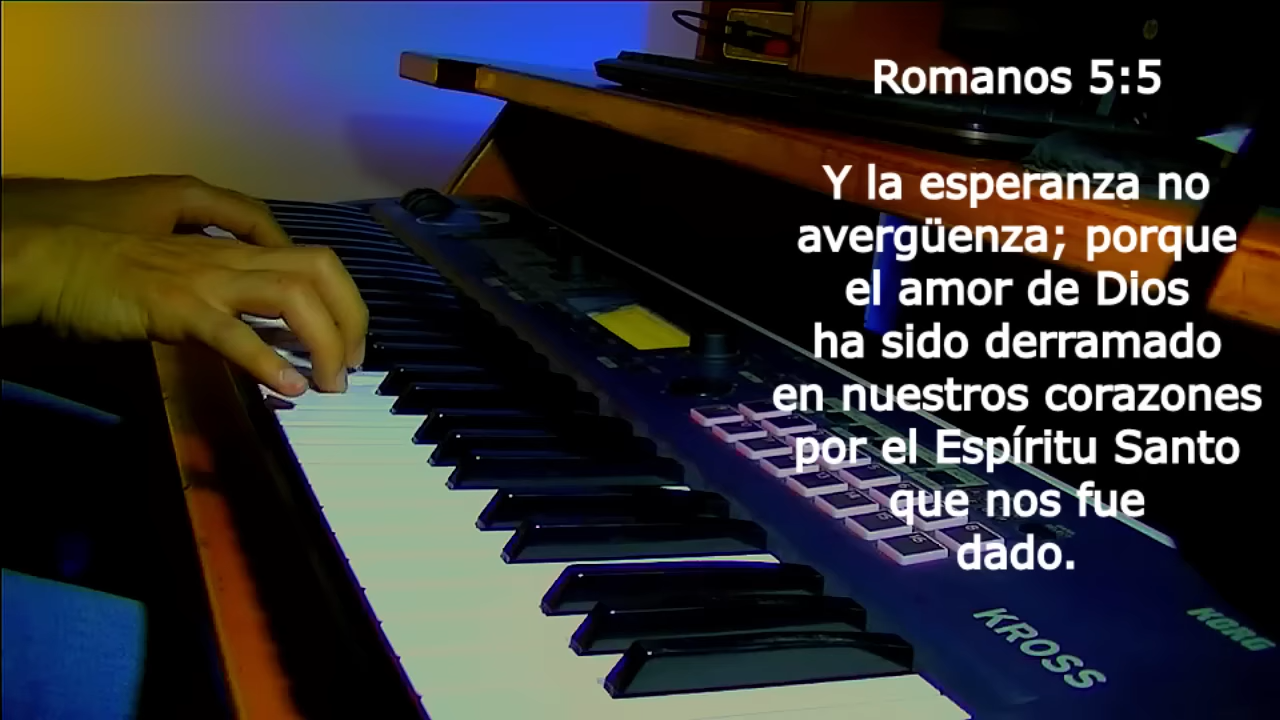 Romanos 5:5
Y la esperanza no
avergüenza; porque
el amor de Dios
ha sido derramado
en nuestros corazones
por el Espíritu Santo
que nos fue
dado.
KROSS
KORG